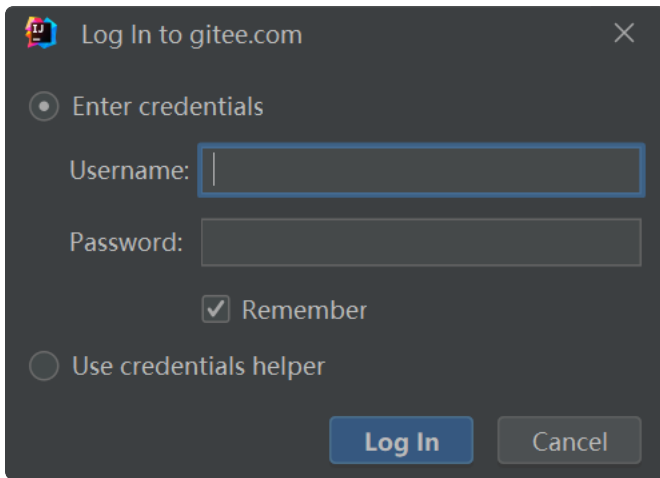 IJ
Log In to gitee.com
Enter credentials
Username:
Password:
Remember
Use credentials helper
Log In Cancel